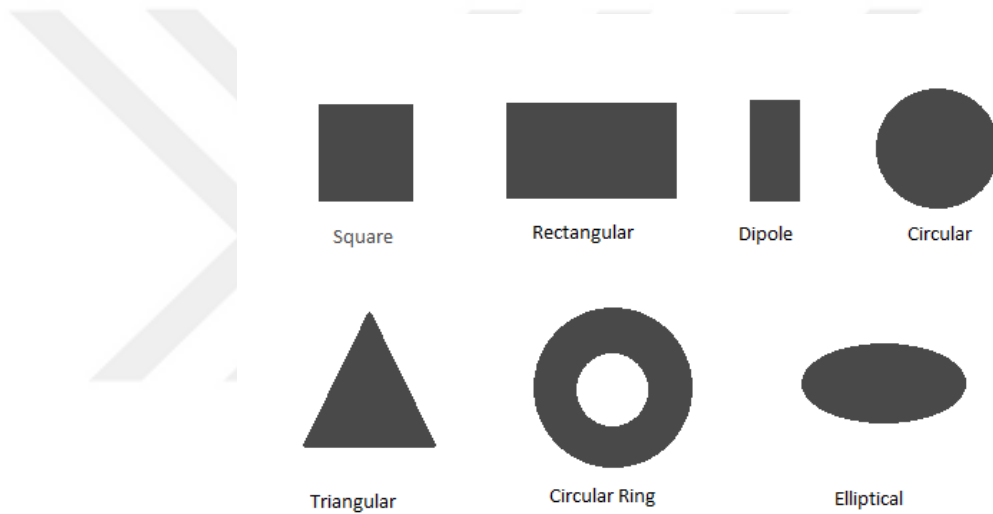 Square
Rectangular
Dipole
Circular
Triangular
Circular Ring
Elliptical